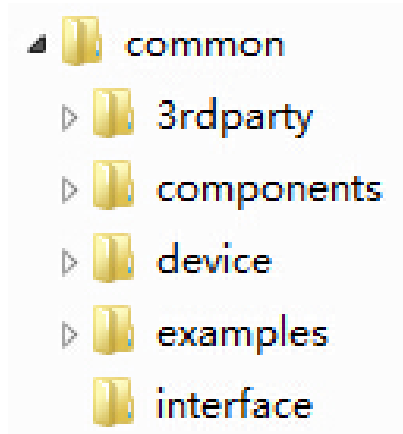 common
3rdparty
components
device
examples
interface